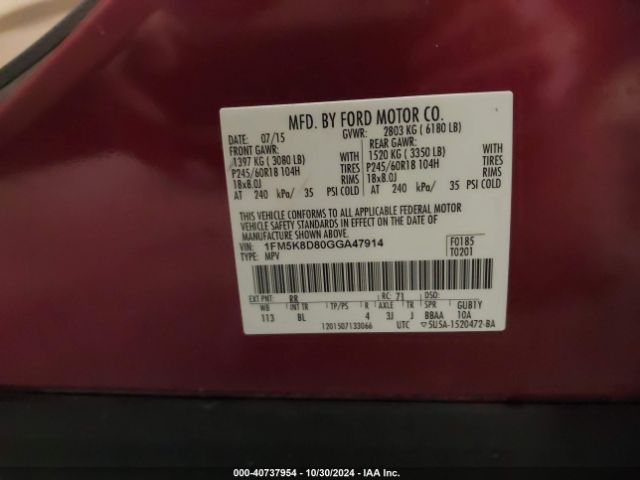 MFD. BY FORD MOTOR CO.
DATE: 07/15 GVWR: 2803 KG ( 6180 LB)
FRONT GAWR: REAR GAWR:
1397 KG ( 3080 LB) WITH 1520 KG ( 3350 LB) WITH
P245/60R18 104H TIRES P245/60R18 104H TIRES
18x8.0J RIMS 18x8.0J RIMS
AT 240 kPa/ 35 PSI COLD AT 240 kPa/ 35 PSI COLD
THIS VEHICLE CONFORMS TO ALL APPLICABLE FEDERAL MOTOR
VEHICLE SAFETY AND THEFT PREVENTION STANDARDS IN EFFECT ON THE DATE OF
MANUFACTURE SHOWN ABOVE.
VIN: 1FM5K8D80GGA47914 F0185
TYPE: MPV T0201
EXT PNT: RR RC: 71 DSO:
WB INT TR TP/PS R AXLE TR SPR GUB1Y
113 BL 4 3J J BBAA 10A
1201507133066 UTC ▽5U5A-1520472-BA
000-40737954 - 10/30/2024 - IAA Inc.